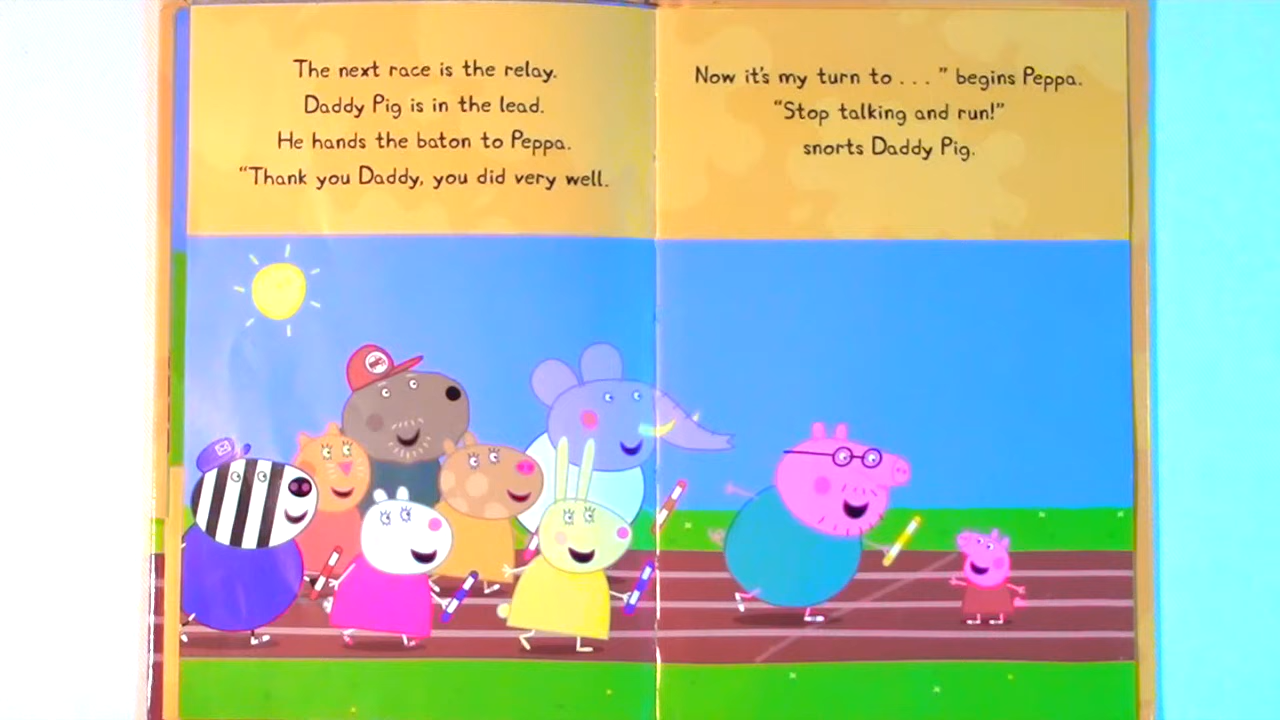 The next race is the relay.
Daddy Pig is in the lead.
He hands the baton to Peppa.
“Thank you Daddy, you did very well.
Now it's my turn to . . . ” begins Peppa.
“Stop talking and run!”
snorts Daddy Pig.